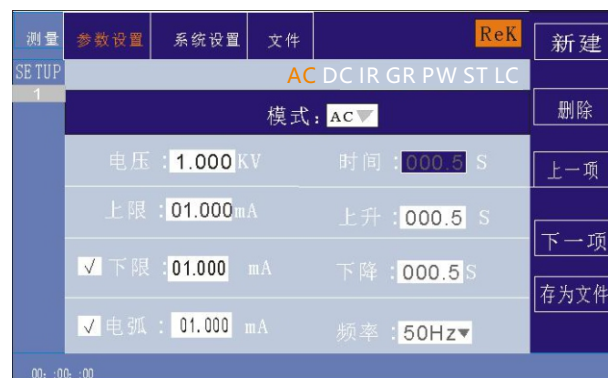 测量 参数设置 系统设置 文件 ReK 新建
SETUP AC DC IR GR PW ST LC
1
模式：AC 删除
电压：1.000 KV 时间：000.5 S 上一项
上限：01.000 mA 上升：000.5 S
√ 下限：01.000 mA 下降：000.5 S 下一项
√ 电弧：01.000 mA 频率：50Hz▼ 存为文件
00: :00: :00